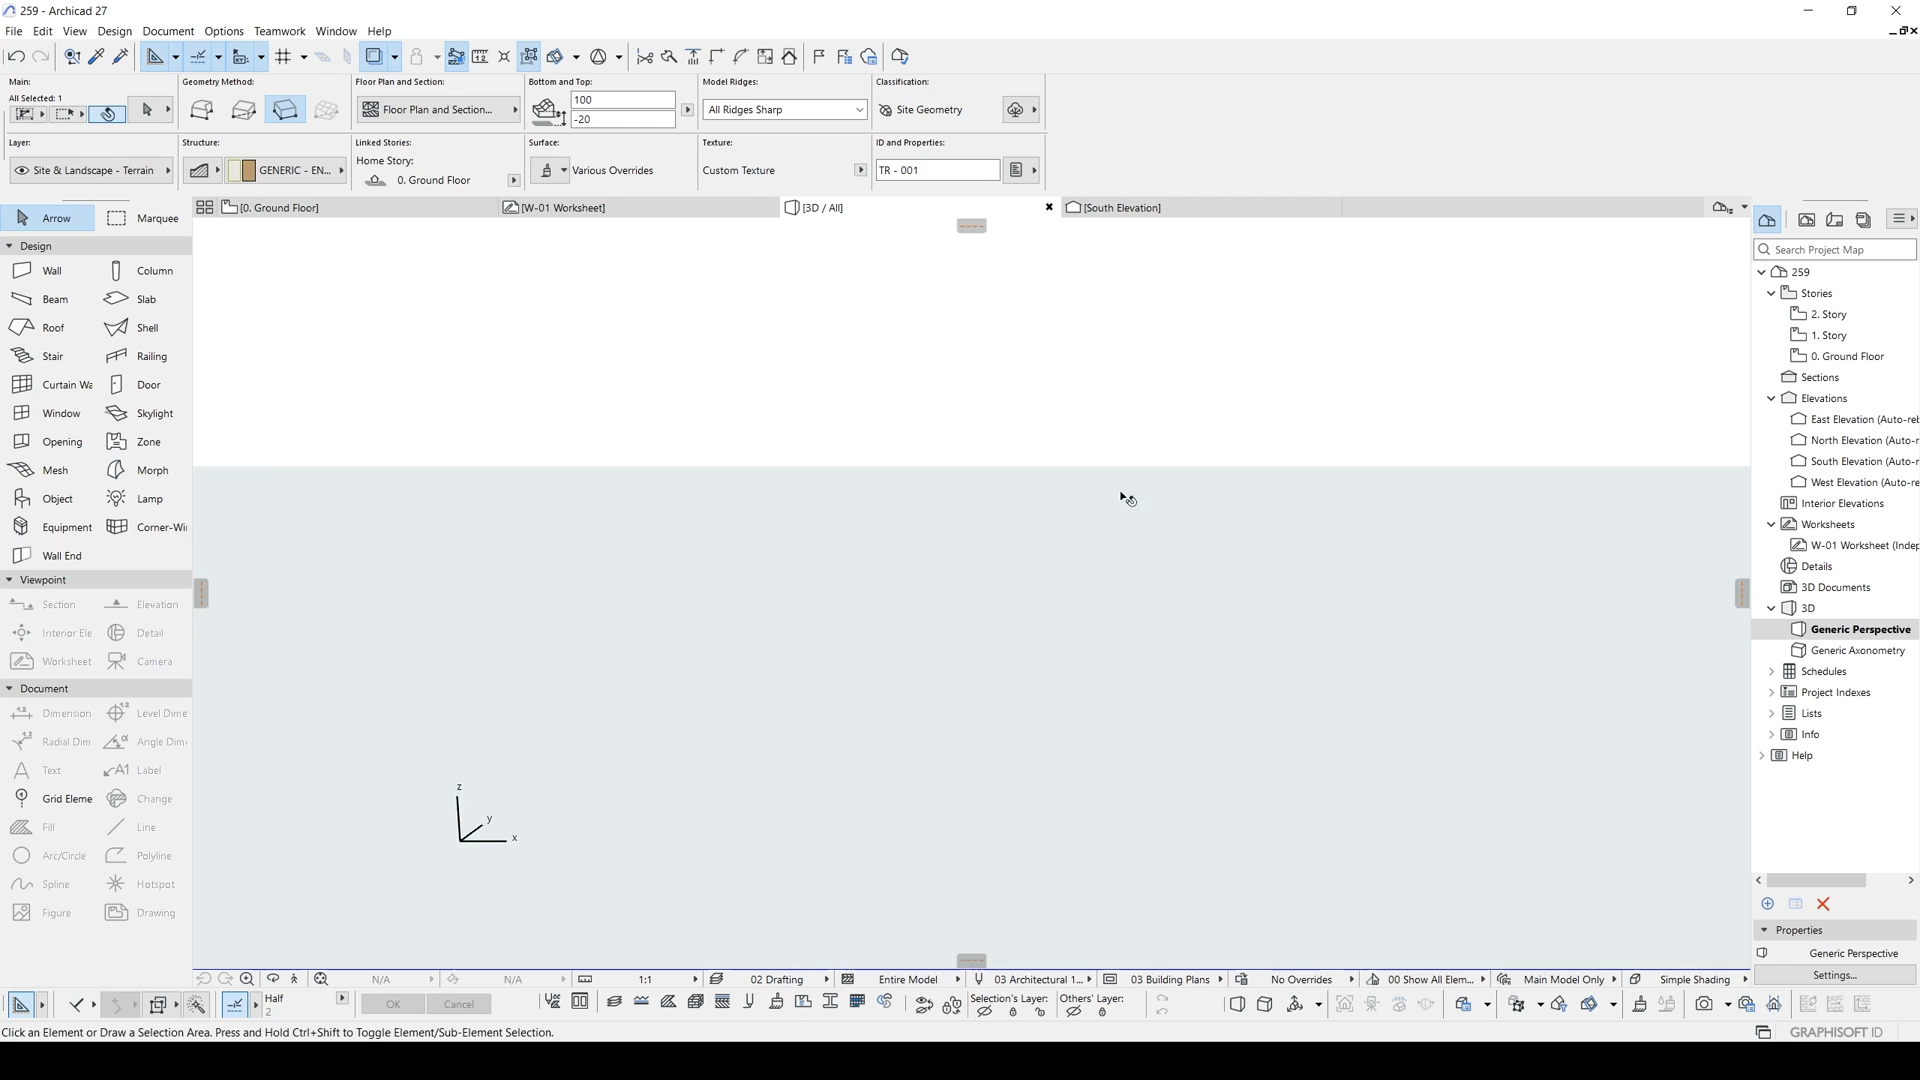 259 - Archicad 27
File Edit View Design Document Options Teamwork Window Help
Main: Geometry Method: Floor Plan and Section: Bottom and Top: Model Ridges: Classification:
All Selected: 1
Floor Plan and Section... 100 All Ridges Sharp Site Geometry
-20
Layer: Structure: Linked Stories: Surface: Texture: ID and Properties:
Home Story:
Site & Landscape - Terrain GENERIC - EN... 0. Ground Floor Various Overrides Custom Texture TR - 001
[0. Ground Floor] [W-01 Worksheet] [3D / All] [South Elevation]
Arrow Marquee
Design
Wall Column
Beam Slab
Roof Shell
Stair Railing
Curtain Wa Door
Window Skylight
Opening Zone
Mesh Morph
Object Lamp
Equipment Corner-Wi
Wall End
Viewpoint
Section Elevation
Interior Ele Detail
Worksheet Camera
Document
Dimension Level Dime
Radial Dim Angle Dim
Text Label
Grid Eleme Change
Fill Line
Arc/Circle Polyline
Spline Hotspot
Figure Drawing
z
y
x
Search Project Map
259
Stories
2. Story
1. Story
0. Ground Floor
Sections
Elevations
East Elevation (Auto-reb
North Elevation (Auto-r
South Elevation (Auto-r
West Elevation (Auto-re
Interior Elevations
Worksheets
W-01 Worksheet (Indep
Details
3D Documents
3D
Generic Perspective
Generic Axonometry
Schedules
Project Indexes
Lists
Info
Help
Properties
Generic Perspective
Settings...
N/A N/A 1:1 02 Drafting Entire Model 03 Architectural 1... 03 Building Plans No Overrides 00 Show All Elem... Main Model Only Simple Shading
Half
2
OK Cancel
Selection's Layer: Others' Layer:
Click an Element or Draw a Selection Area. Press and Hold Ctrl+Shift to Toggle Element/Sub-Element Selection.
GRAPHISOFT ID